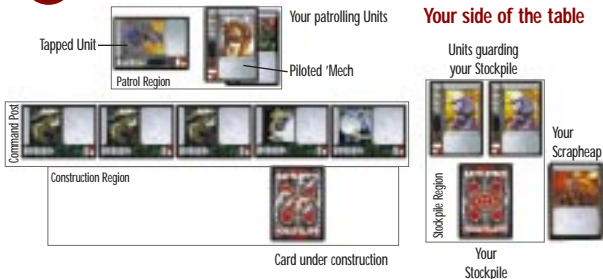 Your patrolling Units
Tapped Unit
Piloted 'Mech
Patrol Region
Command Post
Construction Region
Card under construction
Your side of the table
Units guarding
your Stockpile
Stockpile Region
Your
Scrapheap
Your
Stockpile